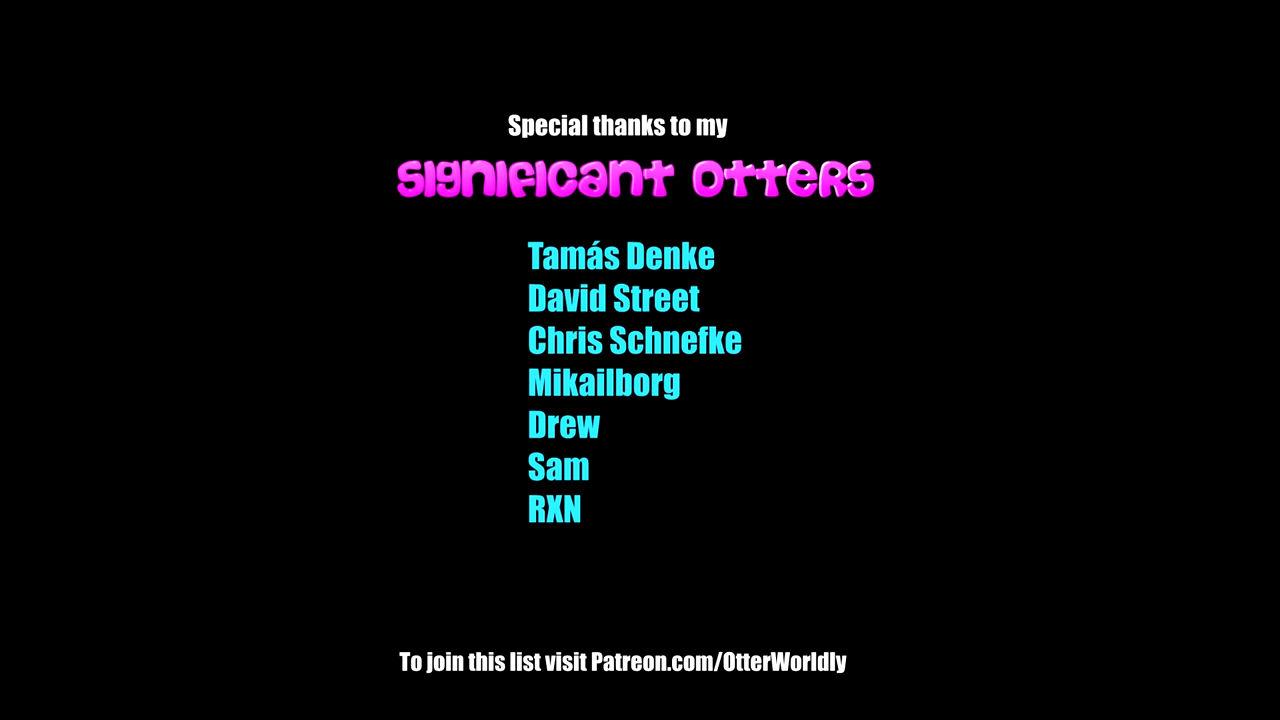 Special thanks to my
Significant Otters
Tamás Denke
David Street
Chris Schnefke
Mikailborg
Drew
Sam
RXN
To join this list visit Patreon.com/OtterWorldly